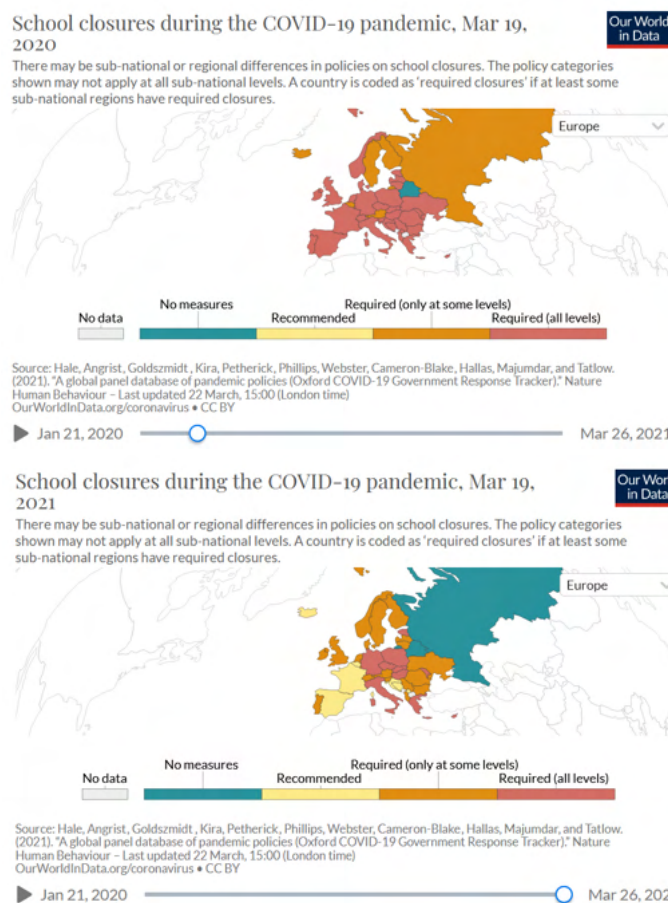 School closures during the COVID-19 pandemic, Mar 19,
2020
Our World
in Data
There may be sub-national or regional differences in policies on school closures. The policy categories
shown may not apply at all sub-national levels. A country is coded as 'required closures' if at least some
sub-national regions have required closures.
Europe
No data
No measures
Recommended
Required (only at some levels)
Required (all levels)
Source: Hale, Angrist, Goldszmidt , Kira, Petherick, Phillips, Webster, Cameron-Blake, Hallas, Majumdar, and Tatlow.
(2021). "A global panel database of pandemic policies (Oxford COVID-19 Government Response Tracker)." Nature
Human Behaviour – Last updated 22 March, 15:00 (London time)
OurWorldInData.org/coronavirus • CC BY
Jan 21, 2020
Mar 26, 2021
School closures during the COVID-19 pandemic, Mar 19,
2021
Our World
in Data
There may be sub-national or regional differences in policies on school closures. The policy categories
shown may not apply at all sub-national levels. A country is coded as 'required closures' if at least some
sub-national regions have required closures.
Europe
No data
No measures
Recommended
Required (only at some levels)
Required (all levels)
Source: Hale, Angrist, Goldszmidt , Kira, Petherick, Phillips, Webster, Cameron-Blake, Hallas, Majumdar, and Tatlow.
(2021). "A global panel database of pandemic policies (Oxford COVID-19 Government Response Tracker)." Nature
Human Behaviour – Last updated 22 March, 15:00 (London time)
OurWorldInData.org/coronavirus • CC BY
Jan 21, 2020
Mar 26, 202